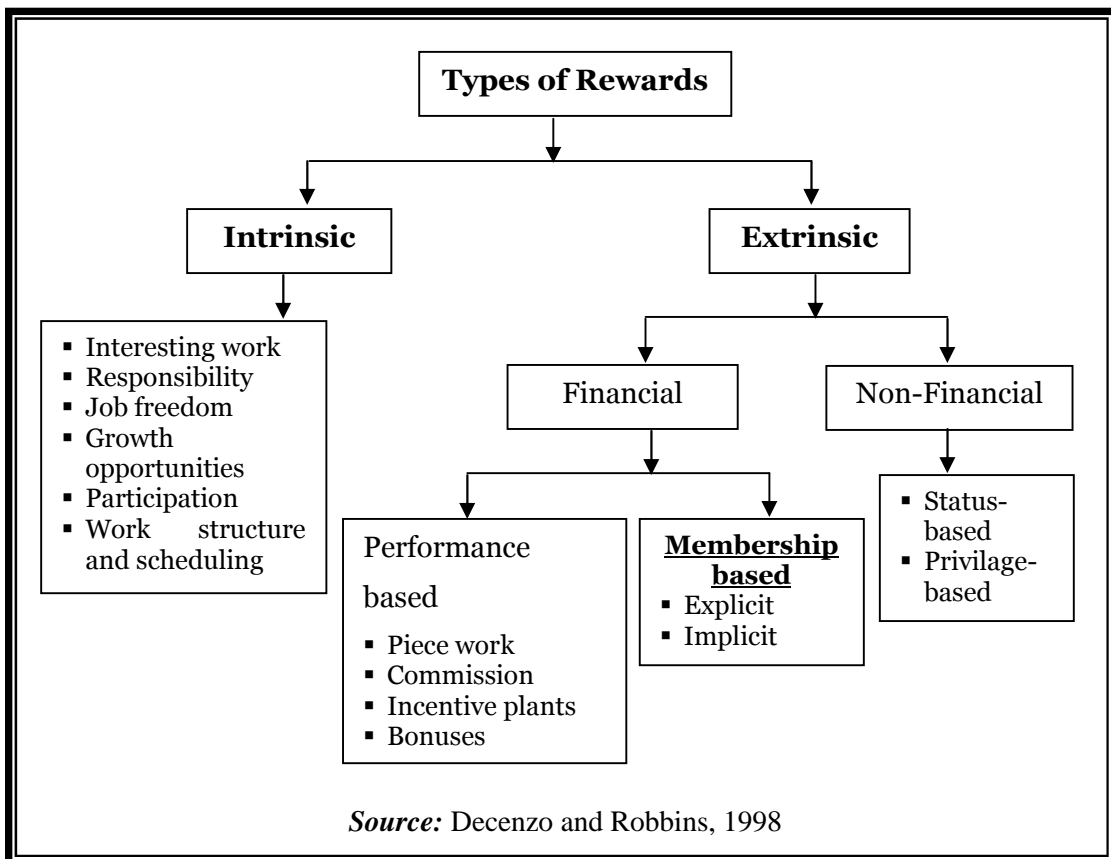 Types of Rewards
Intrinsic
Extrinsic
▪ Interesting work
▪ Responsibility
▪ Job freedom
▪ Growth
opportunities
▪ Participation
▪ Work structure
and scheduling
Financial
Non-Financial
Performance
based
▪ Piece work
▪ Commission
▪ Incentive plants
▪ Bonuses
Membership
based
▪ Explicit
▪ Implicit
▪ Status-
based
▪ Privilage-
based
Source: Decenzo and Robbins, 1998